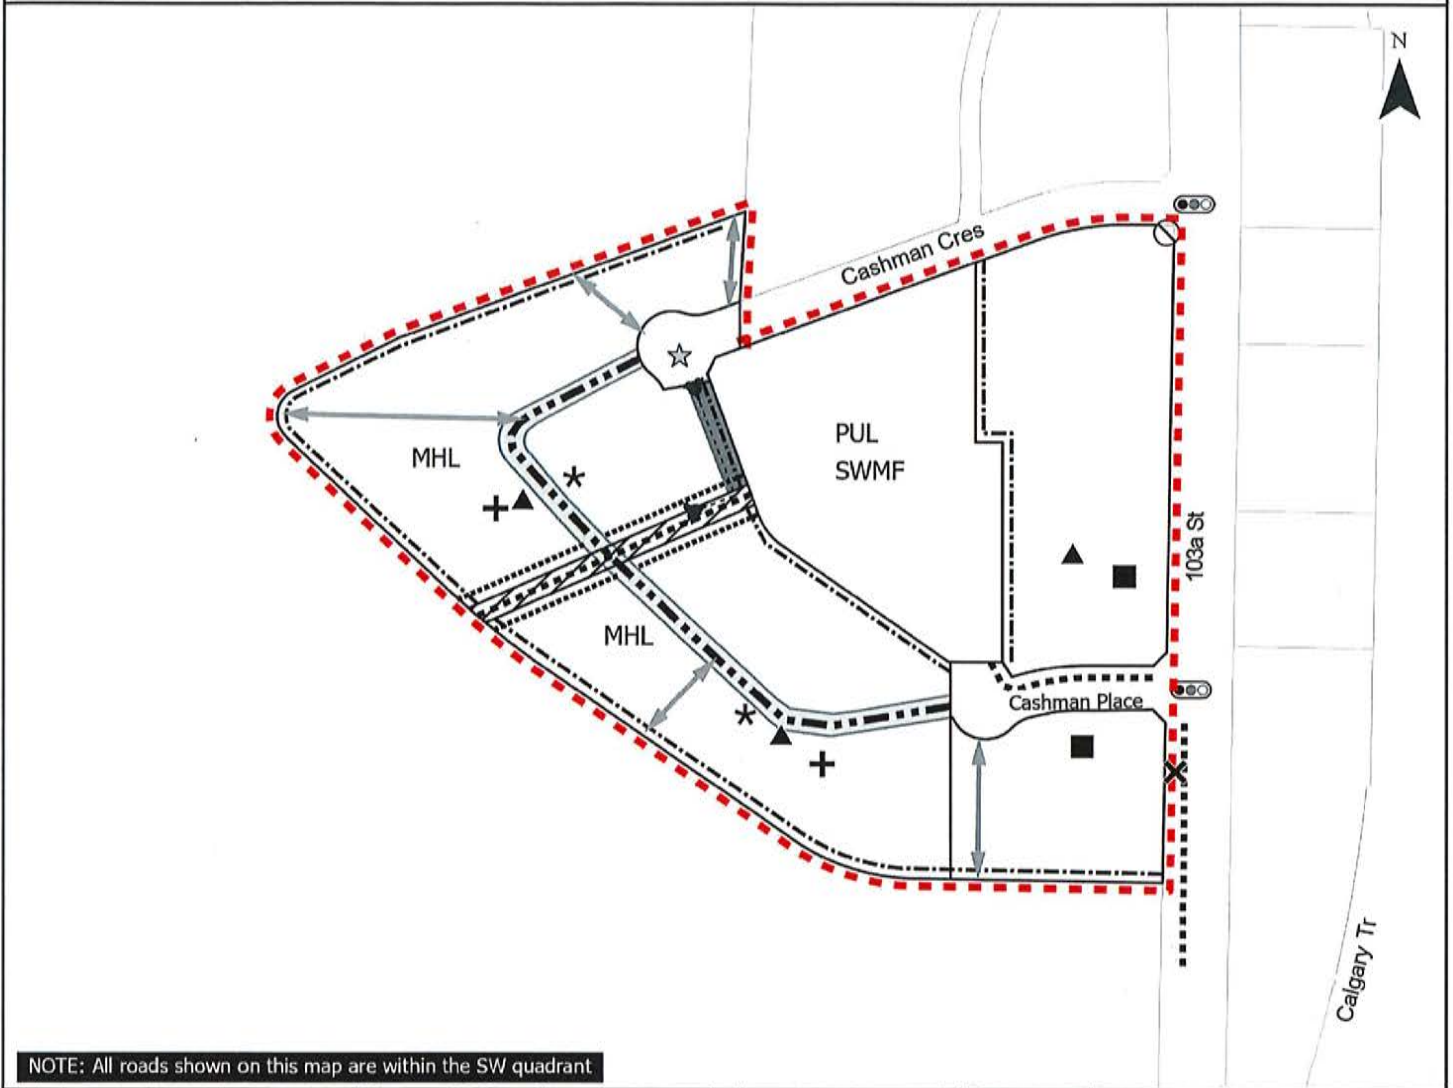 N
Cashman Cres
MHL
PUL
SWMF
103a St
MHL
Cashman Place
Calgary Tr
NOTE: All roads shown on this map are within the SW quadrant